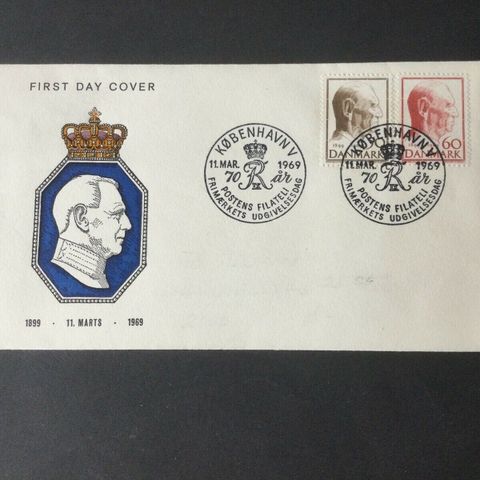 FIRST DAY COVER
1899 · 11. MARTS · 1969
KØBENHAVN V
11.MAR. 1969
70 år
POSTENS FILATELI
FRIMÆRKETS UDGIVELSESDAG
1969
DANMARK
60
DANMARK
KØBENHAVN V
11.MAR. 1969
70 år
POSTENS FILATELI
FRIMÆRKETS UDGIVELSESDAG